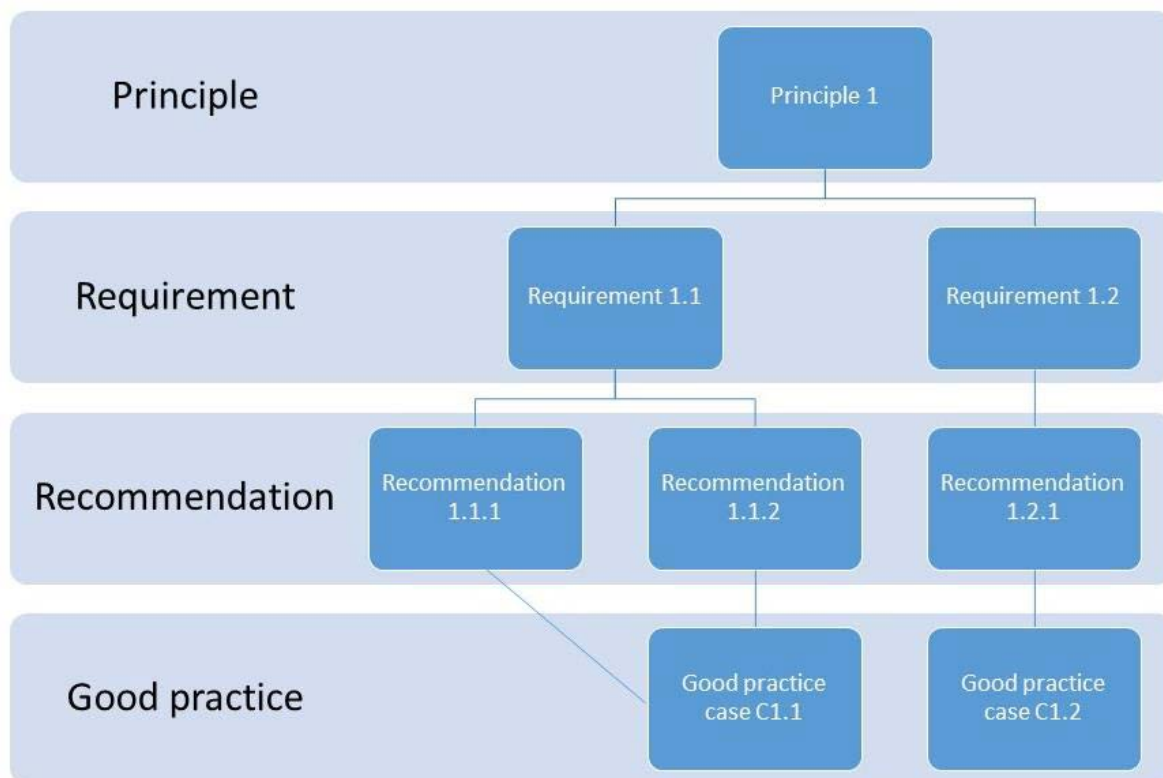 Principle
Principle 1
Requirement
Requirement 1.1
Requirement 1.2
Recommendation
Recommendation
1.1.1
Recommendation
1.1.2
Recommendation
1.2.1
Good practice
Good practice
case C1.1
Good practice
case C1.2